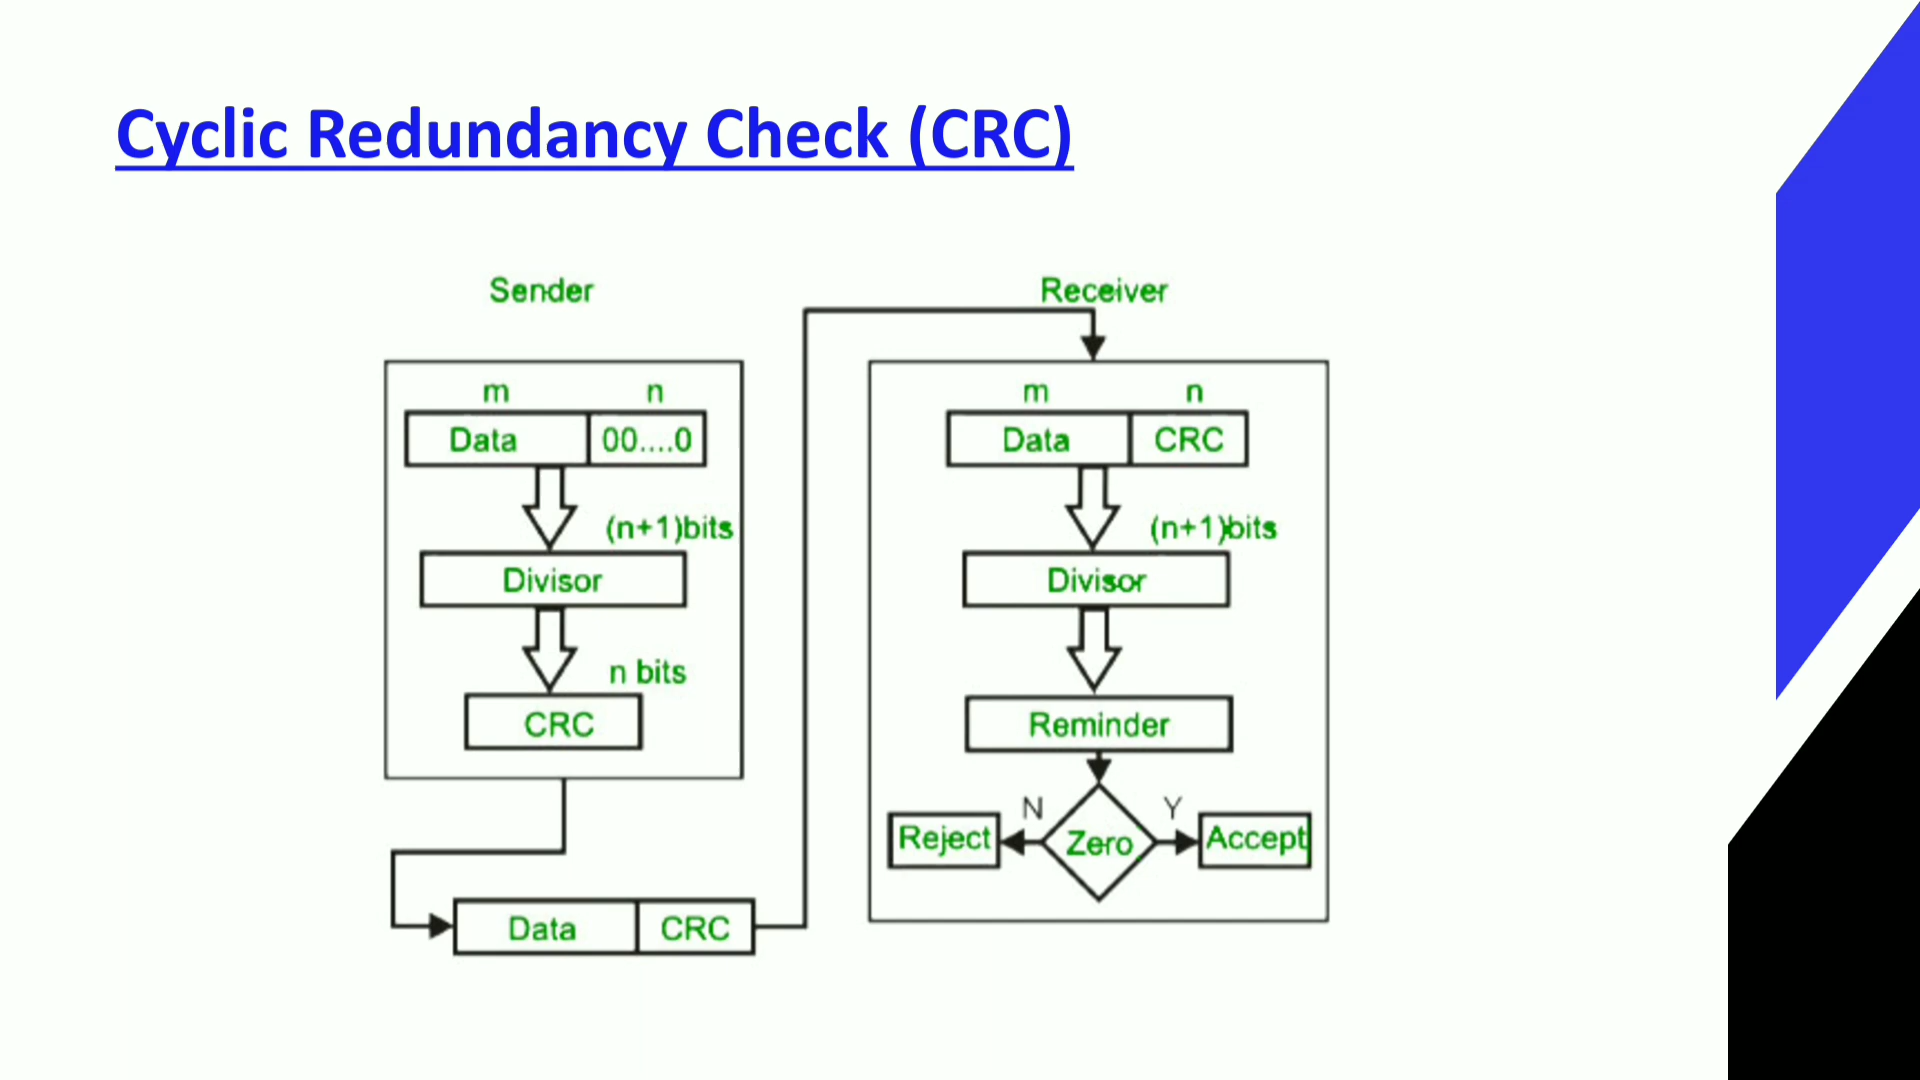 Cyclic Redundancy Check (CRC)
Sender
m n
Data 00....0
(n+1)bits
Divisor
n bits
CRC
Data CRC
Receiver
m n
Data CRC
(n+1)bits
Divisor
Reminder
N Y
Reject Zero Accept